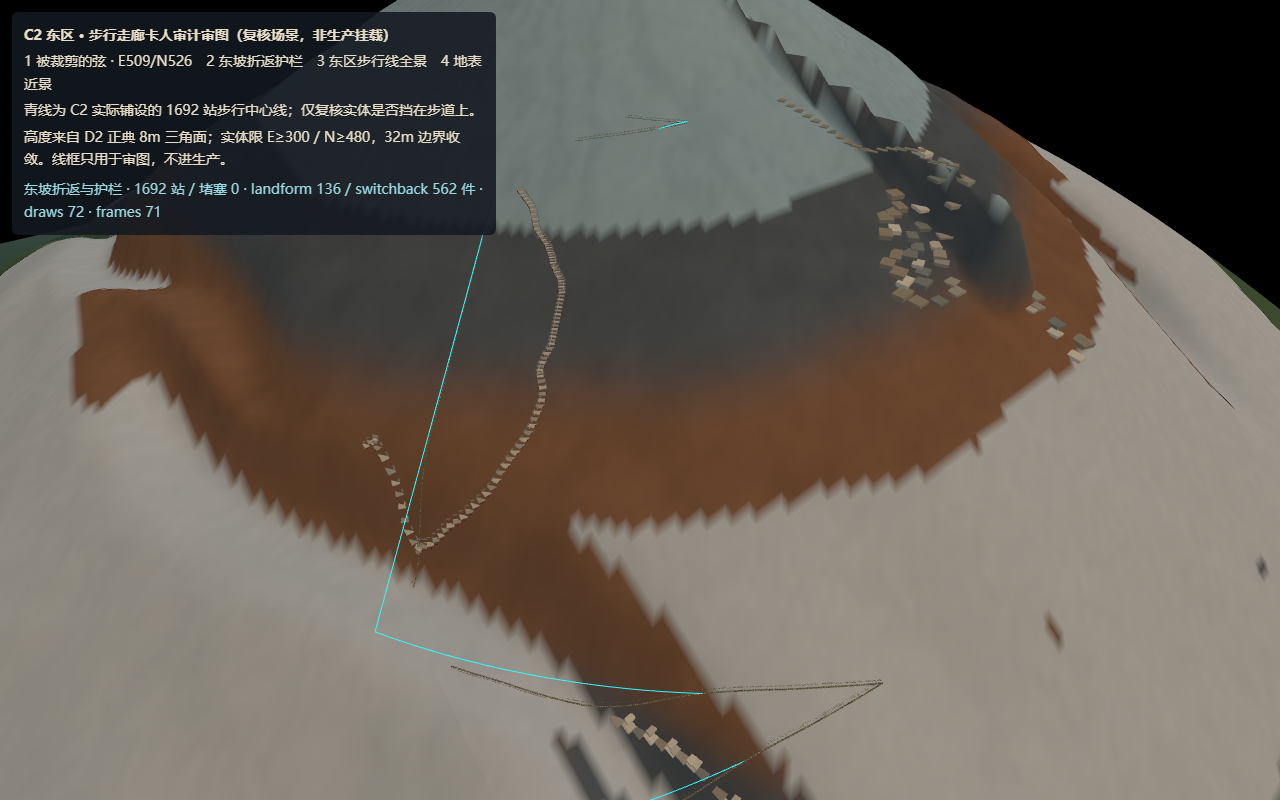 C2 东区 • 步行走廊卡人审计审图（复核场景，非生产挂载）
1 被裁剪的弦 · E509/N526 2 东坡折返护栏 3 东区步行线全景 4 地表
近景
青线为 C2 实际铺设的 1692 站步行中心线；仅复核实体是否挡在步道上。
高度来自 D2 正典 8m 三角面；实体限 E≥300 / N≥480，32m 边界收
敛。线框只用于审图，不进生产。
东坡折返与护栏 · 1692 站 / 堵塞 0 · landform 136 / switchback 562 件 ·
draws 72 · frames 71